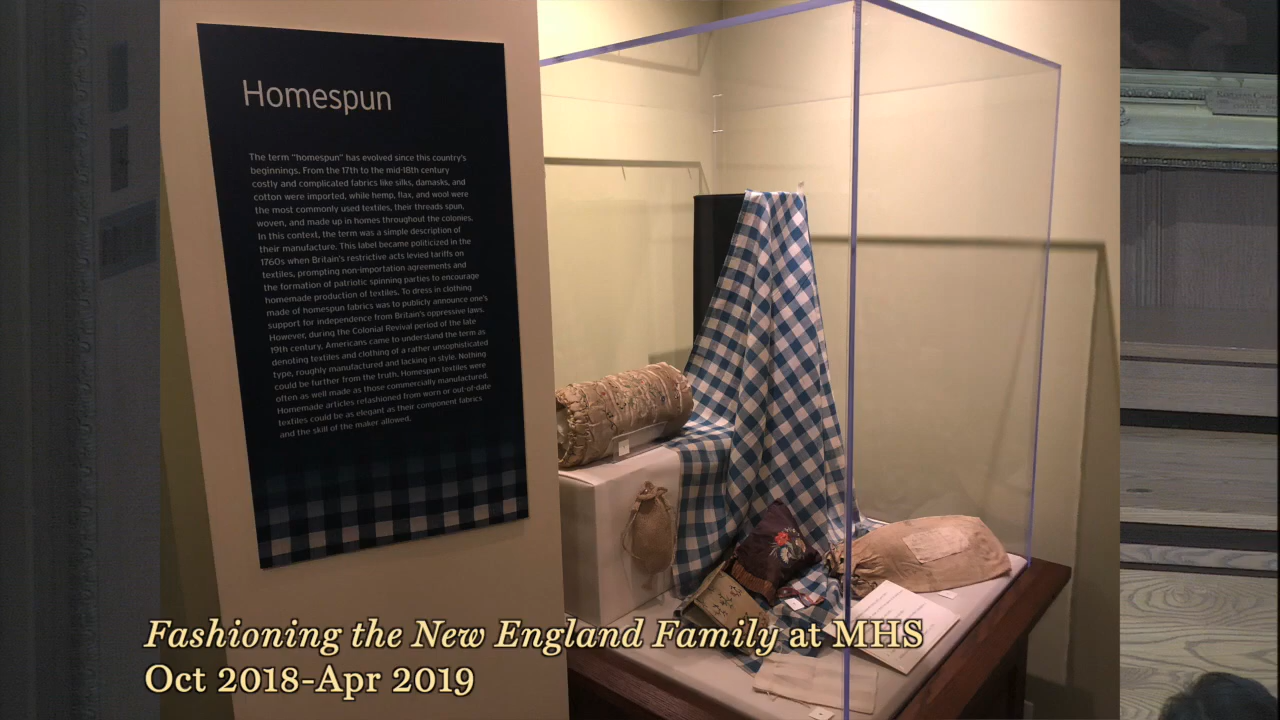 Homespun
The term "homespun" has evolved since this country's
beginnings. From the 17th to the mid-18th century
costly and complicated fabrics like silks, damasks, and
cotton were imported, while hemp, flax, and wool were
the most commonly used textiles, their threads spun,
woven, and made up in homes throughout the colonies.
In this context, the term was a simple description of
their manufacture. This label became politicized in the
1760s when Britain's restrictive acts levied tariffs on
textiles, prompting non-importation agreements and
the formation of patriotic spinning parties to encourage
homemade production of textiles. To dress in clothing
made of homespun fabrics was to publicly announce one's
support for independence from Britain's oppressive laws.
However, during the Colonial Revival period of the late
19th century, Americans came to understand the term as
denoting textiles and clothing of a rather unsophisticated
type, roughly manufactured and lacking in style. Nothing
could be further from the truth. Homespun textiles were
often as well made as those commercially manufactured.
Homemade articles refashioned from worn or out-of-date
textiles could be as elegant as their component fabrics
and the skill of the maker allowed.
Fashioning the New England Family at MHS
Oct 2018-Apr 2019